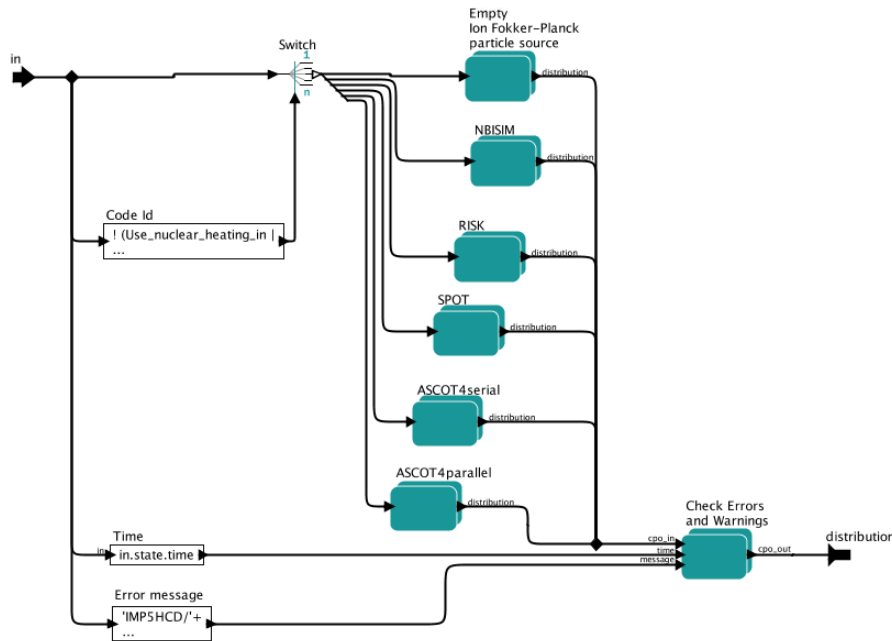 in
Switch
1
n
Empty
Ion Fokker-Planck
particle source
distribution
NBISIM
distribution
Code Id
! (Use_nuclear_heating_in |
...
RISK
distribution
SPOT
distribution
ASCOT4serial
distribution
ASCOT4parallel
distribution
Check Errors
and Warnings
cpo_in
time
message
cpo_out
distribution
Time
in
in.state.time
Error message
'IMP5HCD/'+
...